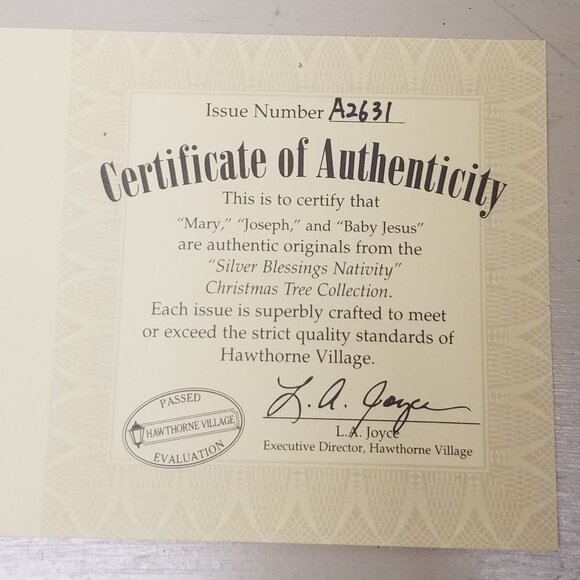 Issue Number A2631
Certificate of Authenticity
This is to certify that
"Mary," "Joseph," and "Baby Jesus"
are authentic originals from the
"Silver Blessings Nativity"
Christmas Tree Collection.
Each issue is superbly crafted to meet
or exceed the strict quality standards of
Hawthorne Village.
PASSED
HAWTHORNE VILLAGE
EVALUATION
L. A. Joyce
L.A. Joyce
Executive Director, Hawthorne Village